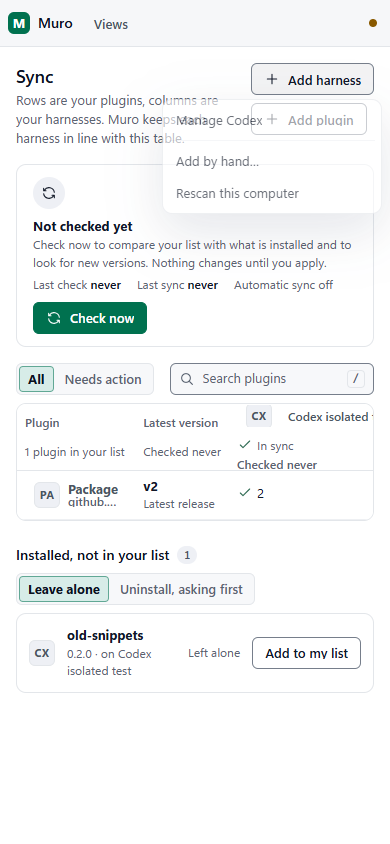 M Muro Views
Sync
Add harness
Rows are your plugins, columns are
your harnesses. Muro keeps each
harness in line with this table.
Manage Codex
Add plugin
Add by hand...
Rescan this computer
Not checked yet
Check now to compare your list with what is installed and to
look for new versions. Nothing changes until you apply.
Last check never Last sync never Automatic sync off
Check now
All Needs action
Search plugins /
Plugin Latest version CX Codex isolated
1 plugin in your list Checked never In sync
Checked never
PA Package v2 2
github.... Latest release
Installed, not in your list 1
Leave alone Uninstall, asking first
CX old-snippets
0.2.0 · on Codex
isolated test
Left alone Add to my list